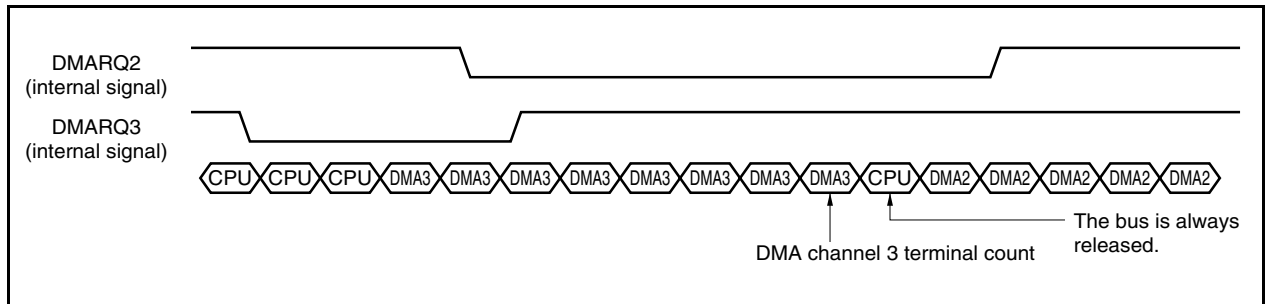 DMARQ2
(internal signal)
DMARQ3
(internal signal)
CPU CPU CPU DMA3 DMA3 DMA3 DMA3 DMA3 DMA3 DMA3 DMA3 CPU DMA2 DMA2 DMA2 DMA2 DMA2
The bus is always
released.
DMA channel 3 terminal count